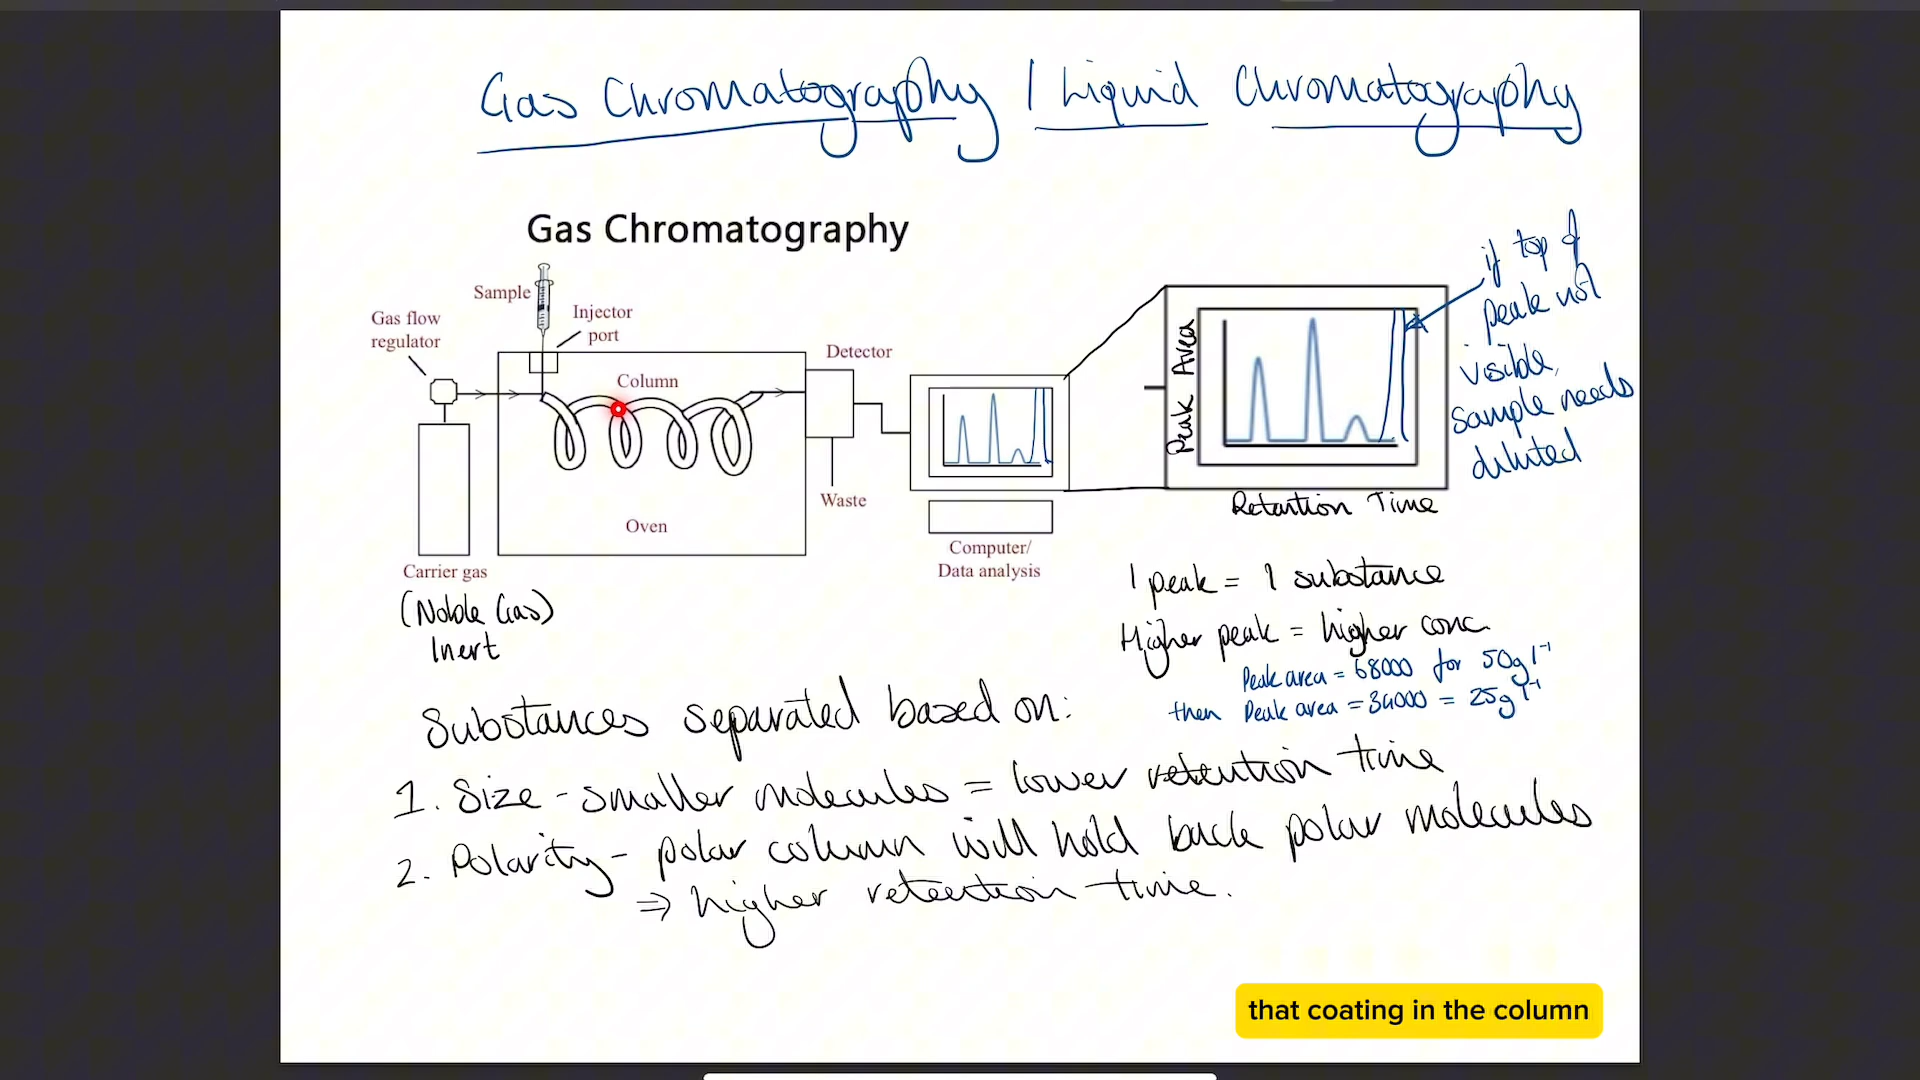 Gas Chromatography / Liquid Chromatography
Gas Chromatography
Sample
Injector
port
Gas flow
regulator
Column
Detector
Waste
Oven
Carrier gas
(Noble Gas)
Inert
Computer/
Data analysis
Peak Area
Retention Time
if top of
peak not
visible,
sample needs
diluted
1 peak = 1 substance
Higher peak = higher conc.
Peak area = 68000 for 50g l⁻¹
then Peak area = 34000 = 25g l⁻¹
Substances separated based on:
1. Size - smaller molecules = lower retention time
2. Polarity - polar column will hold back polar molecules
⇒ higher retention time.
that coating in the column